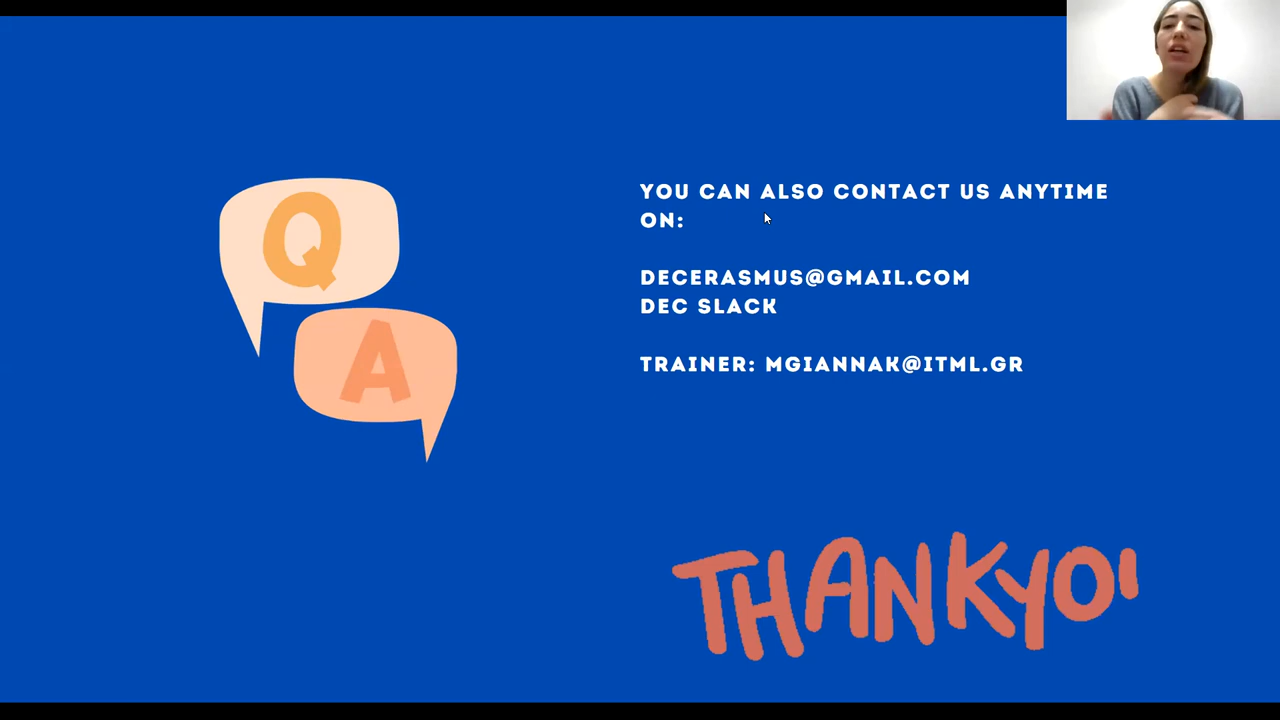 Q
A
YOU CAN ALSO CONTACT US ANYTIME
ON:
DECERASMUS@GMAIL.COM
DEC SLACK
TRAINER: MGIANNAK@ITML.GR
THANKYO